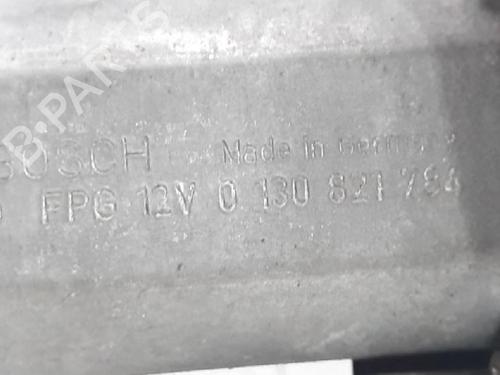 B-PARTS
BOSCH Made in Germany
FPG 12V 0 130 821 784